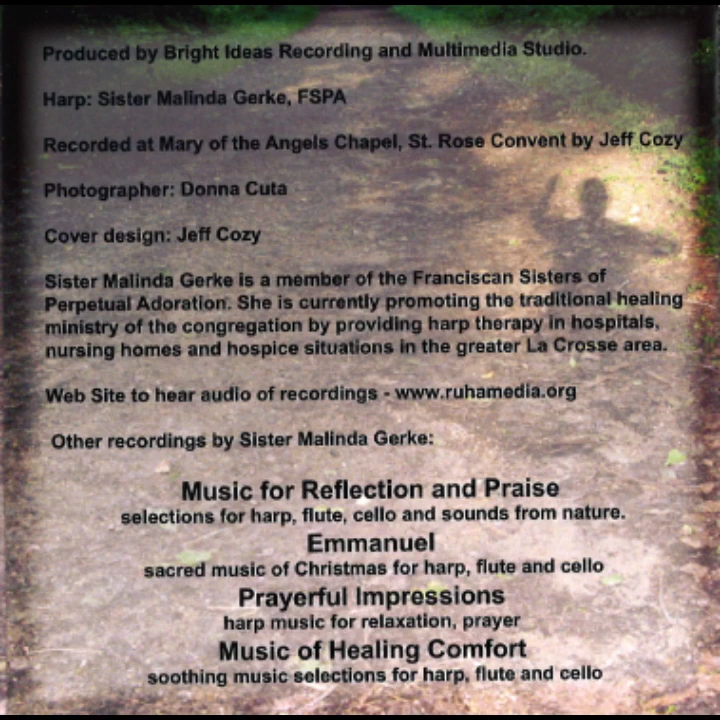 Produced by Bright Ideas Recording and Multimedia Studio.
Harp: Sister Malinda Gerke, FSPA
Recorded at Mary of the Angels Chapel, St. Rose Convent by Jeff Cozy
Photographer: Donna Cuta
Cover design: Jeff Cozy
Sister Malinda Gerke is a member of the Franciscan Sisters of
Perpetual Adoration. She is currently promoting the traditional healing
ministry of the congregation by providing harp therapy in hospitals,
nursing homes and hospice situations in the greater La Crosse area.
Web Site to hear audio of recordings - www.ruhamedia.org
Other recordings by Sister Malinda Gerke:
Music for Reflection and Praise
selections for harp, flute, cello and sounds from nature.
Emmanuel
sacred music of Christmas for harp, flute and cello
Prayerful Impressions
harp music for relaxation, prayer
Music of Healing Comfort
soothing music selections for harp, flute and cello